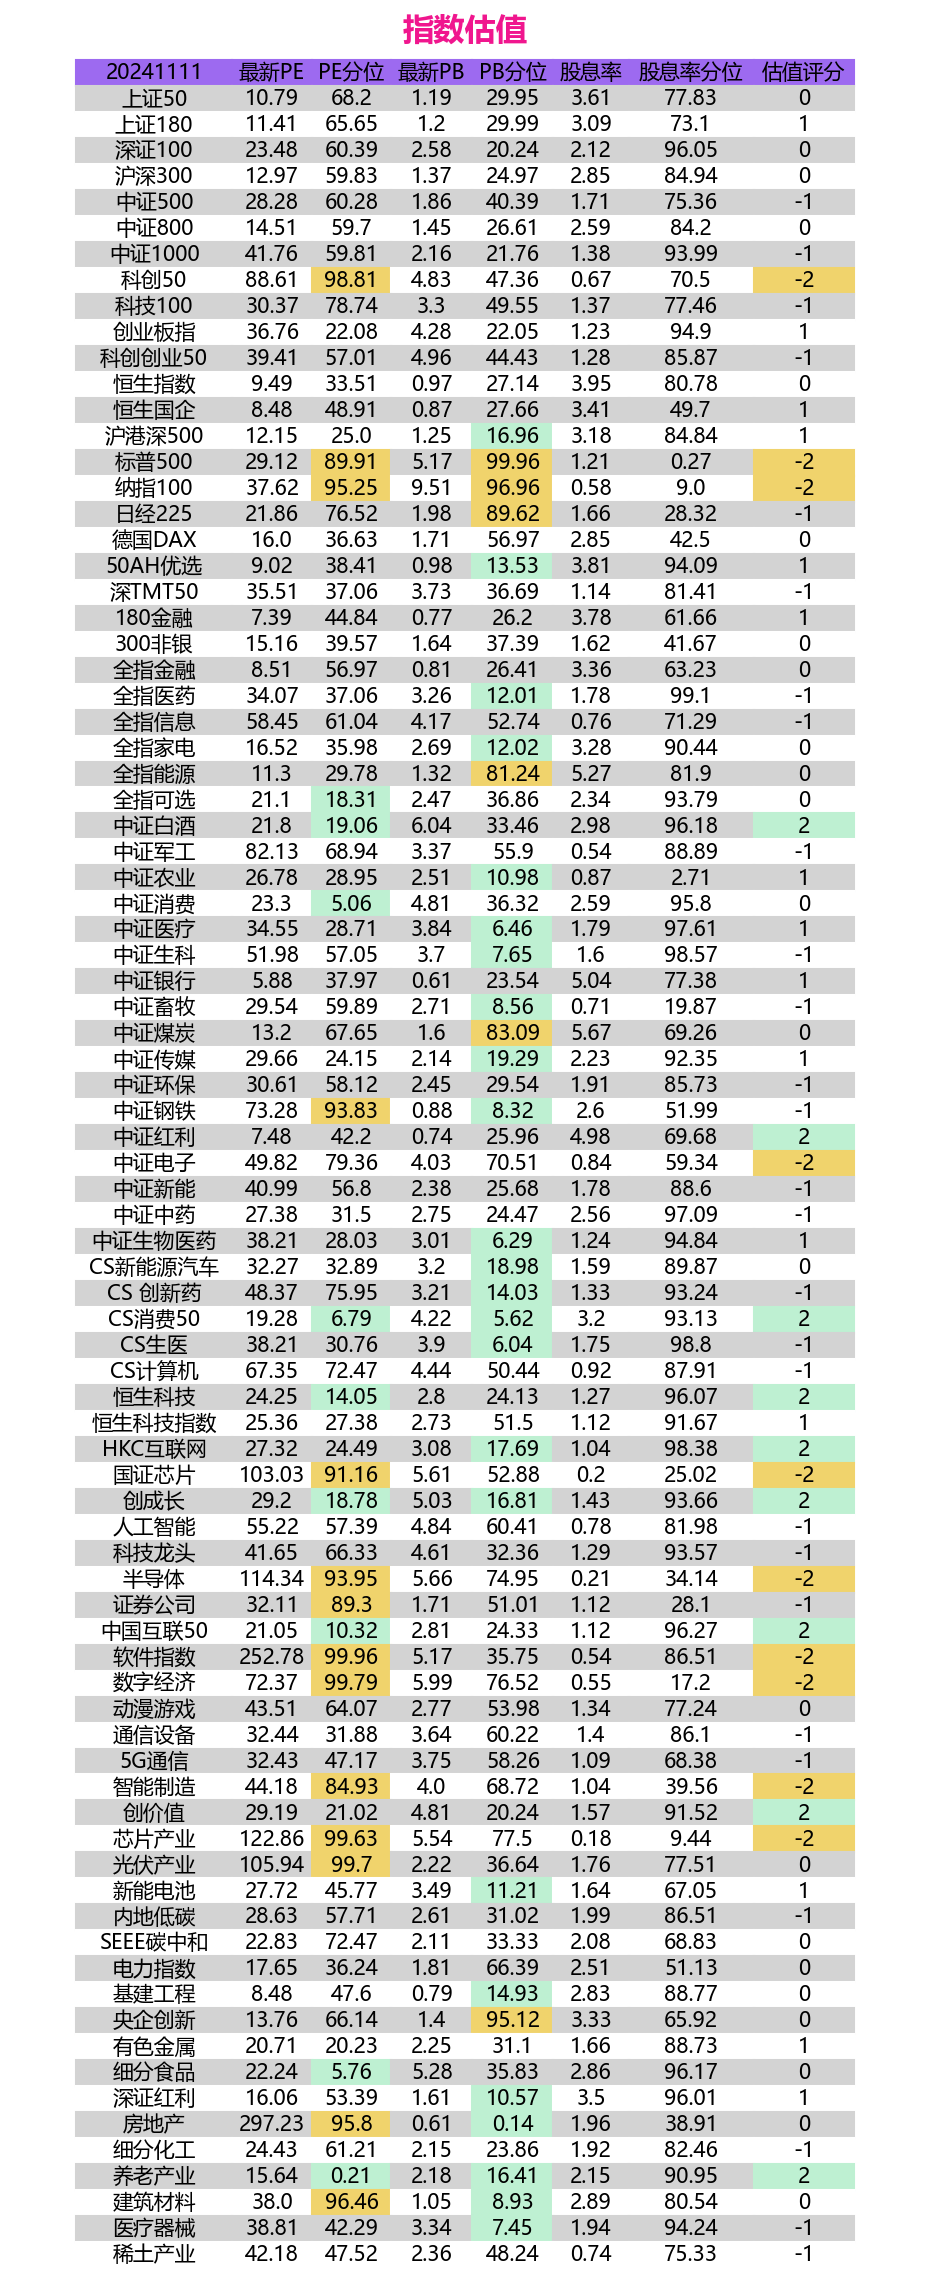 指数估值
20241111 最新PE PE分位 最新PB PB分位 股息率 股息率分位 估值评分
上证50 10.79 68.2 1.19 29.95 3.61 77.83 0
上证180 11.41 65.65 1.2 29.99 3.09 73.1 1
深证100 23.48 60.39 2.58 20.24 2.12 96.05 0
沪深300 12.97 59.83 1.37 24.97 2.85 84.94 0
中证500 28.28 60.28 1.86 40.39 1.71 75.36 -1
中证800 14.51 59.7 1.45 26.61 2.59 84.2 0
中证1000 41.76 59.81 2.16 21.76 1.38 93.99 -1
科创50 88.61 98.81 4.83 47.36 0.67 70.5 -2
科技100 30.37 78.74 3.3 49.55 1.37 77.46 -1
创业板指 36.76 22.08 4.28 22.05 1.23 94.9 1
科创创业50 39.41 57.01 4.96 44.43 1.28 85.87 -1
恒生指数 9.49 33.51 0.97 27.14 3.95 80.78 0
恒生国企 8.48 48.91 0.87 27.66 3.41 49.7 1
沪港深500 12.15 25.0 1.25 16.96 3.18 84.84 1
标普500 29.12 89.91 5.17 99.96 1.21 0.27 -2
纳指100 37.62 95.25 9.51 96.96 0.58 9.0 -2
日经225 21.86 76.52 1.98 89.62 1.66 28.32 -1
德国DAX 16.0 36.63 1.71 56.97 2.85 42.5 0
50AH优选 9.02 38.41 0.98 13.53 3.81 94.09 1
深TMT50 35.51 37.06 3.73 36.69 1.14 81.41 -1
180金融 7.39 44.84 0.77 26.2 3.78 61.66 1
300非银 15.16 39.57 1.64 37.39 1.62 41.67 0
全指金融 8.51 56.97 0.81 26.41 3.36 63.23 0
全指医药 34.07 37.06 3.26 12.01 1.78 99.1 -1
全指信息 58.45 61.04 4.17 52.74 0.76 71.29 -1
全指家电 16.52 35.98 2.69 12.02 3.28 90.44 0
全指能源 11.3 29.78 1.32 81.24 5.27 81.9 0
全指可选 21.1 18.31 2.47 36.86 2.34 93.79 0
中证白酒 21.8 19.06 6.04 33.46 2.98 96.18 2
中证军工 82.13 68.94 3.37 55.9 0.54 88.89 -1
中证农业 26.78 28.95 2.51 10.98 0.87 2.71 1
中证消费 23.3 5.06 4.81 36.32 2.59 95.8 0
中证医疗 34.55 28.71 3.84 6.46 1.79 97.61 1
中证生科 51.98 57.05 3.7 7.65 1.6 98.57 -1
中证银行 5.88 37.97 0.61 23.54 5.04 77.38 1
中证畜牧 29.54 59.89 2.71 8.56 0.71 19.87 -1
中证煤炭 13.2 67.65 1.6 83.09 5.67 69.26 0
中证传媒 29.66 24.15 2.14 19.29 2.23 92.35 1
中证环保 30.61 58.12 2.45 29.54 1.91 85.73 -1
中证钢铁 73.28 93.83 0.88 8.32 2.6 51.99 -1
中证红利 7.48 42.2 0.74 25.96 4.98 69.68 2
中证电子 49.82 79.36 4.03 70.51 0.84 59.34 -2
中证新能 40.99 56.8 2.38 25.68 1.78 88.6 -1
中证中药 27.38 31.5 2.75 24.47 2.56 97.09 -1
中证生物医药 38.21 28.03 3.01 6.29 1.24 94.84 1
CS新能源汽车 32.27 32.89 3.2 18.98 1.59 89.87 0
CS 创新药 48.37 75.95 3.21 14.03 1.33 93.24 -1
CS消费50 19.28 6.79 4.22 5.62 3.2 93.13 2
CS生医 38.21 30.76 3.9 6.04 1.75 98.8 -1
CS计算机 67.35 72.47 4.44 50.44 0.92 87.91 -1
恒生科技 24.25 14.05 2.8 24.13 1.27 96.07 2
恒生科技指数 25.36 27.38 2.73 51.5 1.12 91.67 1
HKC互联网 27.32 24.49 3.08 17.69 1.04 98.38 2
国证芯片 103.03 91.16 5.61 52.88 0.2 25.02 -2
创成长 29.2 18.78 5.03 16.81 1.43 93.66 2
人工智能 55.22 57.39 4.84 60.41 0.78 81.98 -1
科技龙头 41.65 66.33 4.61 32.36 1.29 93.57 -1
半导体 114.34 93.95 5.66 74.95 0.21 34.14 -2
证券公司 32.11 89.3 1.71 51.01 1.12 28.1 -1
中国互联50 21.05 10.32 2.81 24.33 1.12 96.27 2
软件指数 252.78 99.96 5.17 35.75 0.54 86.51 -2
数字经济 72.37 99.79 5.99 76.52 0.55 17.2 -2
动漫游戏 43.51 64.07 2.77 53.98 1.34 77.24 0
通信设备 32.44 31.88 3.64 60.22 1.4 86.1 -1
5G通信 32.43 47.17 3.75 58.26 1.09 68.38 -1
智能制造 44.18 84.93 4.0 68.72 1.04 39.56 -2
创价值 29.19 21.02 4.81 20.24 1.57 91.52 2
芯片产业 122.86 99.63 5.54 77.5 0.18 9.44 -2
光伏产业 105.94 99.7 2.22 36.64 1.76 77.51 0
新能电池 27.72 45.77 3.49 11.21 1.64 67.05 1
内地低碳 28.63 57.71 2.61 31.02 1.99 86.51 -1
SEEE碳中和 22.83 72.47 2.11 33.33 2.08 68.83 0
电力指数 17.65 36.24 1.81 66.39 2.51 51.13 0
基建工程 8.48 47.6 0.79 14.93 2.83 88.77 0
央企创新 13.76 66.14 1.4 95.12 3.33 65.92 0
有色金属 20.71 20.23 2.25 31.1 1.66 88.73 1
细分食品 22.24 5.76 5.28 35.83 2.86 96.17 0
深证红利 16.06 53.39 1.61 10.57 3.5 96.01 1
房地产 297.23 95.8 0.61 0.14 1.96 38.91 0
细分化工 24.43 61.21 2.15 23.86 1.92 82.46 -1
养老产业 15.64 0.21 2.18 16.41 2.15 90.95 2
建筑材料 38.0 96.46 1.05 8.93 2.89 80.54 0
医疗器械 38.81 42.29 3.34 7.45 1.94 94.24 -1
稀土产业 42.18 47.52 2.36 48.24 0.74 75.33 -1